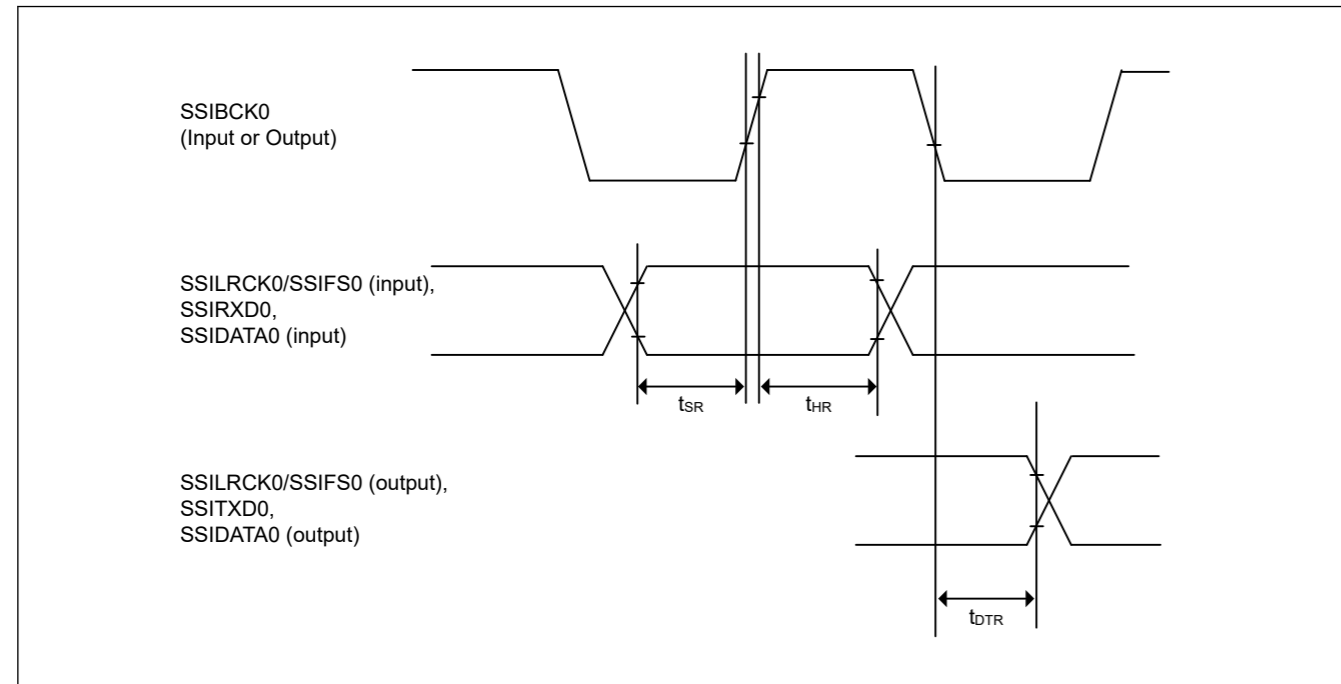 SSIBCK0
(Input or Output)
SSILRCK0/SSIFS0 (input),
SSIRXD0,
SSIDATA0 (input)
tSR
tHR
SSILRCK0/SSIFS0 (output),
SSITXD0,
SSIDATA0 (output)
tDTR